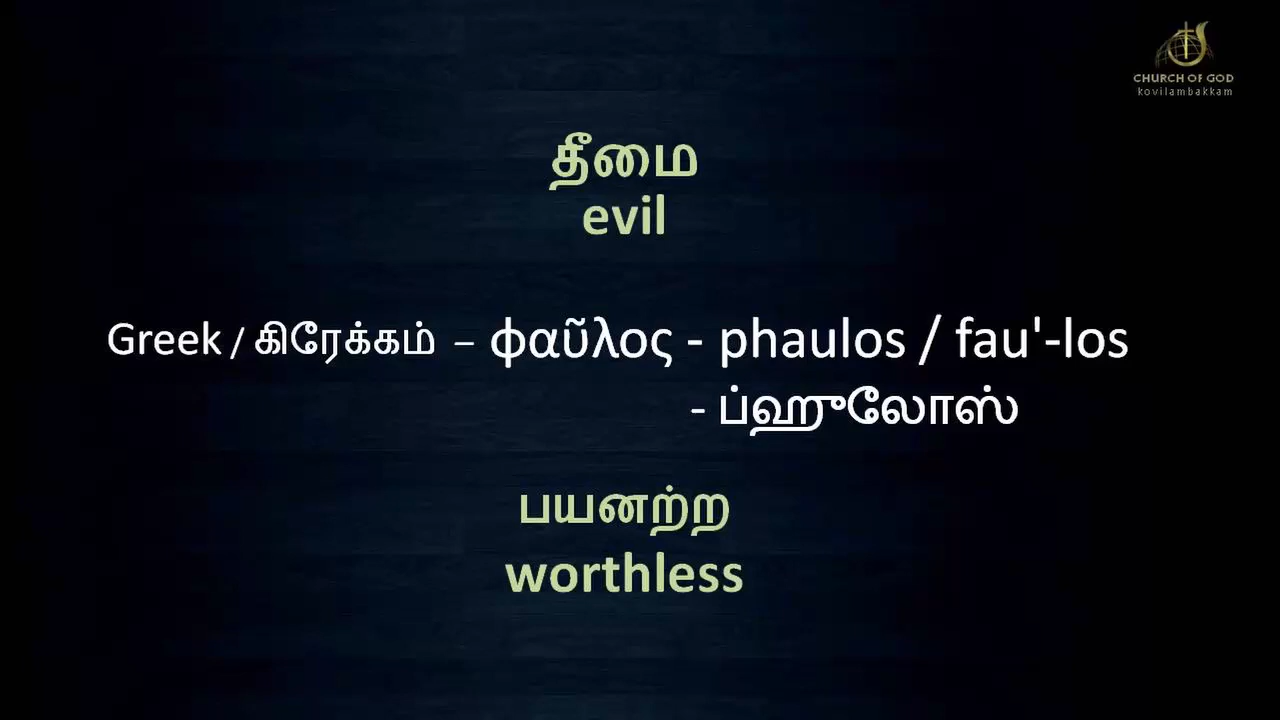 CHURCH OF GOD
kovilambakkam
தீமை
evil
Greek / கிரேக்கம் – φαῦλος - phaulos / fau'-los
- ப்ஹுலோஸ்
பயனற்ற
worthless